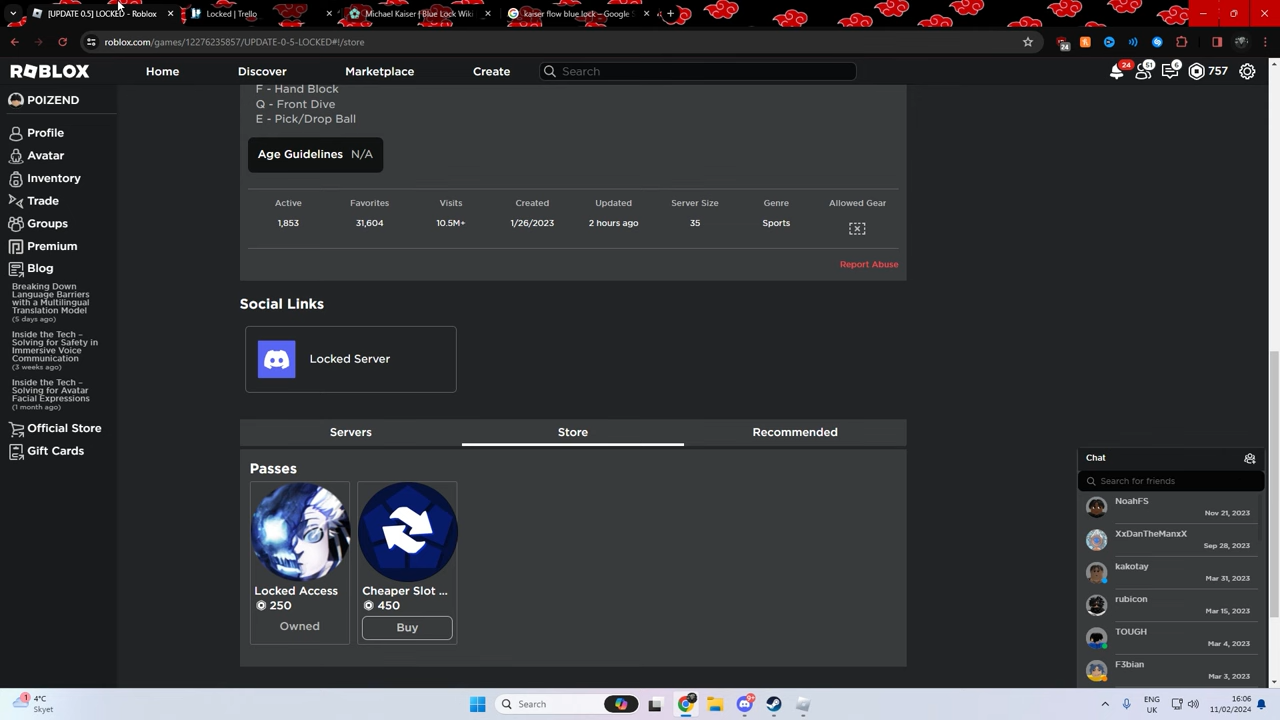 [UPDATE 0.5] LOCKED - Roblox
Locked | Trello
Michael Kaiser | Blue Lock Wiki
kaiser flow blue lock – Google S
roblox.com/games/12276235857/UPDATE-0-5-LOCKED#!/store
24
ROBLOX
Home
Discover
Marketplace
Create
Search
24
51
6
757
P0IZEND
Profile
Avatar
Inventory
Trade
Groups
Premium
Blog
Breaking Down
Language Barriers
with a Multilingual
Translation Model
(5 days ago)
Inside the Tech –
Solving for Safety in
Immersive Voice
Communication
(3 weeks ago)
Inside the Tech –
Solving for Avatar
Facial Expressions
(1 month ago)
Official Store
Gift Cards
F - Hand Block
Q - Front Dive
E - Pick/Drop Ball
Age Guidelines N/A
Active Favorites Visits Created Updated Server Size Genre Allowed Gear
1,853 31,604 10.5M+ 1/26/2023 2 hours ago 35 Sports
Report Abuse
Social Links
Locked Server
Servers Store Recommended
Passes
Locked Access
250
Owned
Cheaper Slot ...
450
Buy
Chat
Search for friends
NoahFS
Nov 21, 2023
XxDanTheManxX
Sep 28, 2023
kakotay
Mar 31, 2023
rubicon
Mar 15, 2023
TOUGH
Mar 4, 2023
F3bian
Mar 3, 2023
1
4°C
Skyet
Search
9+
ENG
UK
16:06
11/02/2024